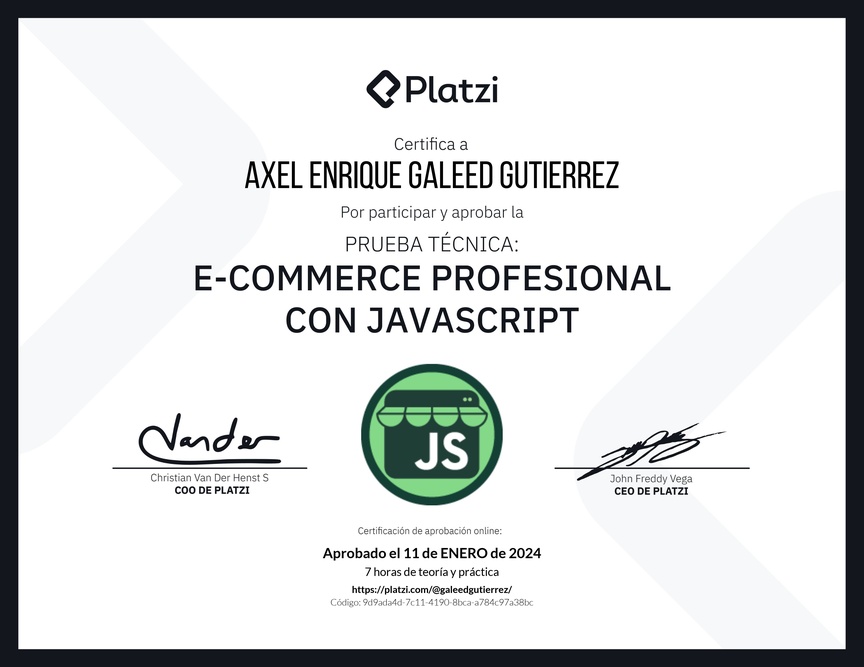 Platzi
Certifica a
AXEL ENRIQUE GALEED GUTIERREZ
Por participar y aprobar la
PRUEBA TÉCNICA:
E-COMMERCE PROFESIONAL
CON JAVASCRIPT
JS
Christian Van Der Henst S
COO DE PLATZI
John Freddy Vega
CEO DE PLATZI
Certificación de aprobación online:
Aprobado el 11 de ENERO de 2024
7 horas de teoría y práctica
https://platzi.com/@galeedgutierrez/
Código: 9d9ada4d-7c11-4190-8bca-a784c97a38bc